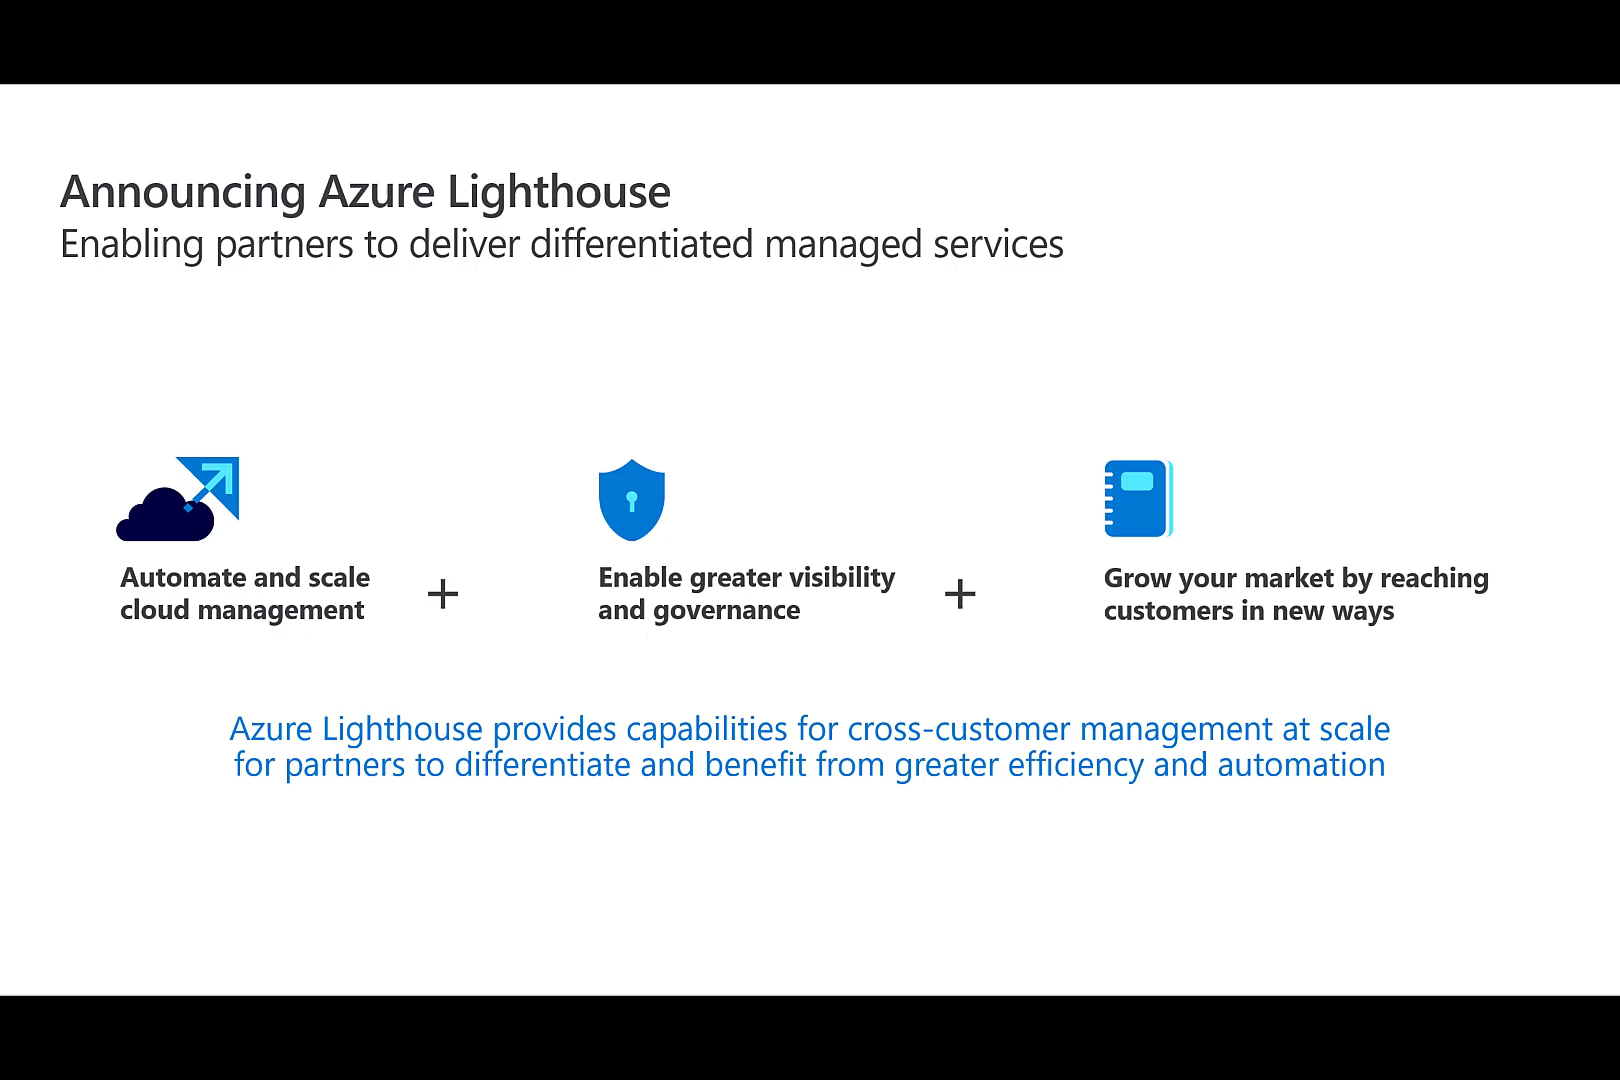 Announcing Azure Lighthouse
Enabling partners to deliver differentiated managed services
Automate and scale
cloud management
+
Enable greater visibility
and governance
+
Grow your market by reaching
customers in new ways
Azure Lighthouse provides capabilities for cross-customer management at scale
for partners to differentiate and benefit from greater efficiency and automation